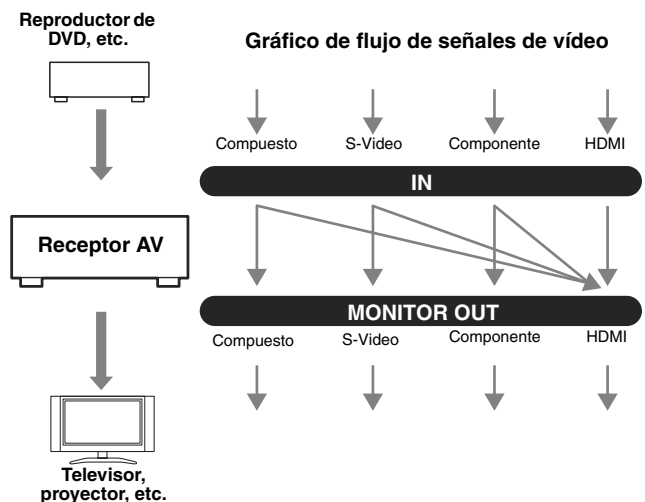 Reproductor de
DVD, etc.
Gráfico de flujo de señales de vídeo
Compuesto S-Video Componente HDMI
IN
Receptor AV
MONITOR OUT
Compuesto S-Video Componente HDMI
Televisor,
proyector, etc.